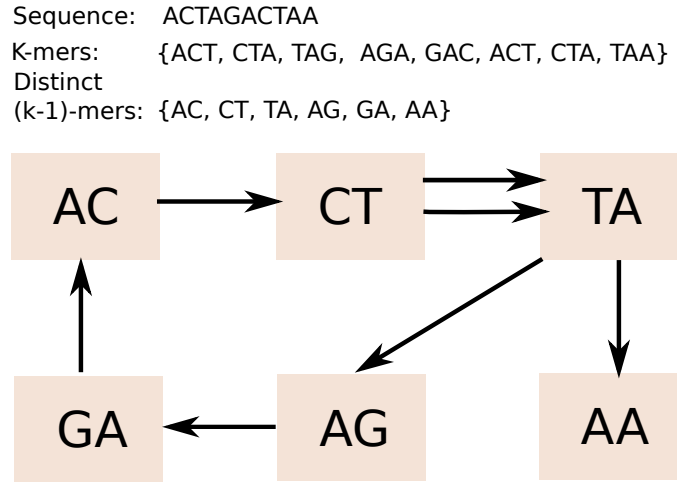 Sequence: ACTAGACTAA
K-mers: {ACT, CTA, TAG, AGA, GAC, ACT, CTA, TAA}
Distinct
(k-1)-mers: {AC, CT, TA, AG, GA, AA}
AC CT TA
GA AG AA